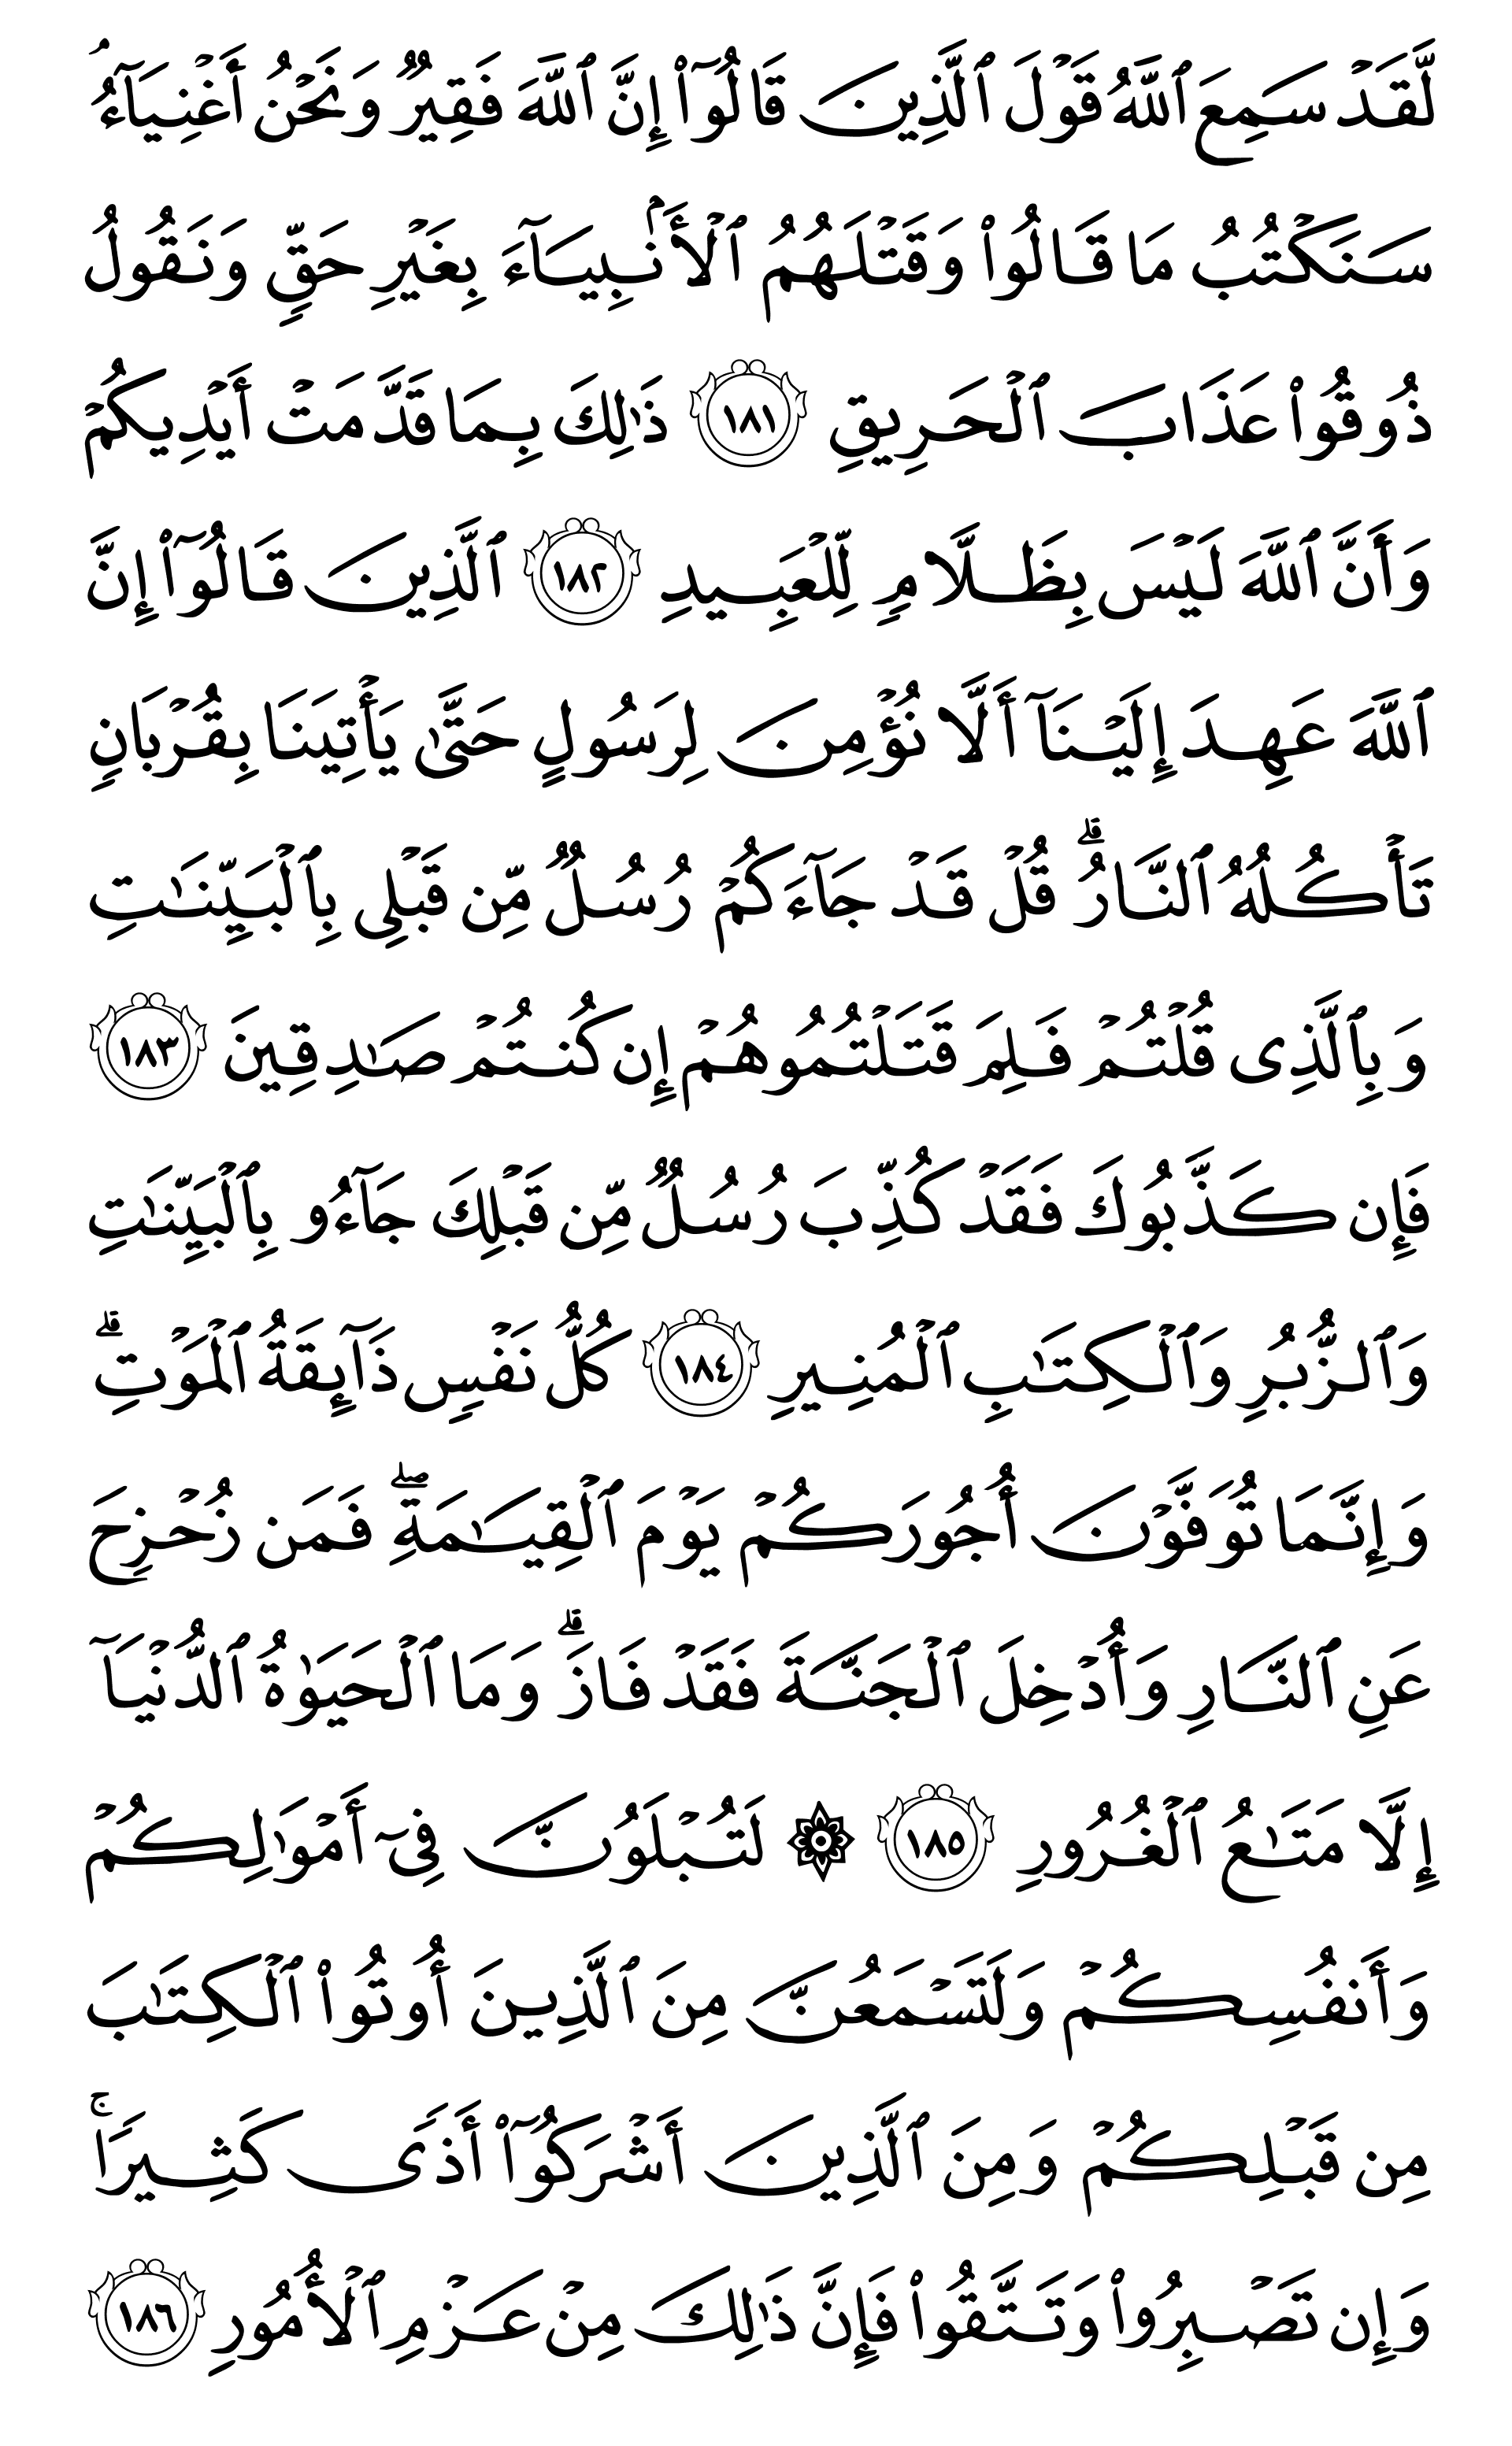 لَّقَدْ سَمِعَ ٱللَّهُ قَوْلَ ٱلَّذِينَ قَالُوٓا۟ إِنَّ ٱللَّهَ فَقِيرٌ وَنَحْنُ أَغْنِيَآءُ ۘ
سَنَكْتُبُ مَا قَالُوا۟ وَقَتْلَهُمُ ٱلْأَنۢبِيَآءَ بِغَيْرِ حَقٍّ وَنَقُولُ
ذُوقُوا۟ عَذَابَ ٱلْحَرِيقِ ١٨١ ذَٰلِكَ بِمَا قَدَّمَتْ أَيْدِيكُمْ
وَأَنَّ ٱللَّهَ لَيْسَ بِظَلَّامٍ لِّلْعَبِيدِ ١٨٢ ٱلَّذِينَ قَالُوٓا۟ إِنَّ
ٱللَّهَ عَهِدَ إِلَيْنَآ أَلَّا نُؤْمِنَ لِرَسُولٍ حَتَّىٰ يَأْتِيَنَا بِقُرْبَانٍ
تَأْكُلُهُ ٱلنَّارُ ۗ قُلْ قَدْ جَآءَكُمْ رُسُلٌ مِّن قَبْلِى بِٱلْبَيِّنَٰتِ
وَبِٱلَّذِى قُلْتُمْ فَلِمَ قَتَلْتُمُوهُمْ إِن كُنتُمْ صَٰدِقِينَ ١٨٣
فَإِن كَذَّبُوكَ فَقَدْ كُذِّبَ رُسُلٌ مِّن قَبْلِكَ جَآءُو بِٱلْبَيِّنَٰتِ
وَٱلزُّبُرِ وَٱلْكِتَٰبِ ٱلْمُنِيرِ ١٨٤ كُلُّ نَفْسٍ ذَآئِقَةُ ٱلْمَوْتِ ۗ
وَإِنَّمَا تُوَفَّوْنَ أُجُورَكُمْ يَوْمَ ٱلْقِيَٰمَةِ ۖ فَمَن زُحْزِحَ
عَنِ ٱلنَّارِ وَأُدْخِلَ ٱلْجَنَّةَ فَقَدْ فَازَ ۗ وَمَا ٱلْحَيَوٰةُ ٱلدُّنْيَآ
إِلَّا مَتَٰعُ ٱلْغُرُورِ ١٨٥ ۞ لَتُبْلَوُنَّ فِىٓ أَمْوَٰلِكُمْ
وَأَنفُسِكُمْ وَلَتَسْمَعُنَّ مِنَ ٱلَّذِينَ أُوتُوا۟ ٱلْكِتَٰبَ
مِن قَبْلِكُمْ وَمِنَ ٱلَّذِينَ أَشْرَكُوٓا۟ أَذًى كَثِيرًا ۚ
وَإِن تَصْبِرُوا۟ وَتَتَّقُوا۟ فَإِنَّ ذَٰلِكَ مِنْ عَزْمِ ٱلْأُمُورِ ١٨٦